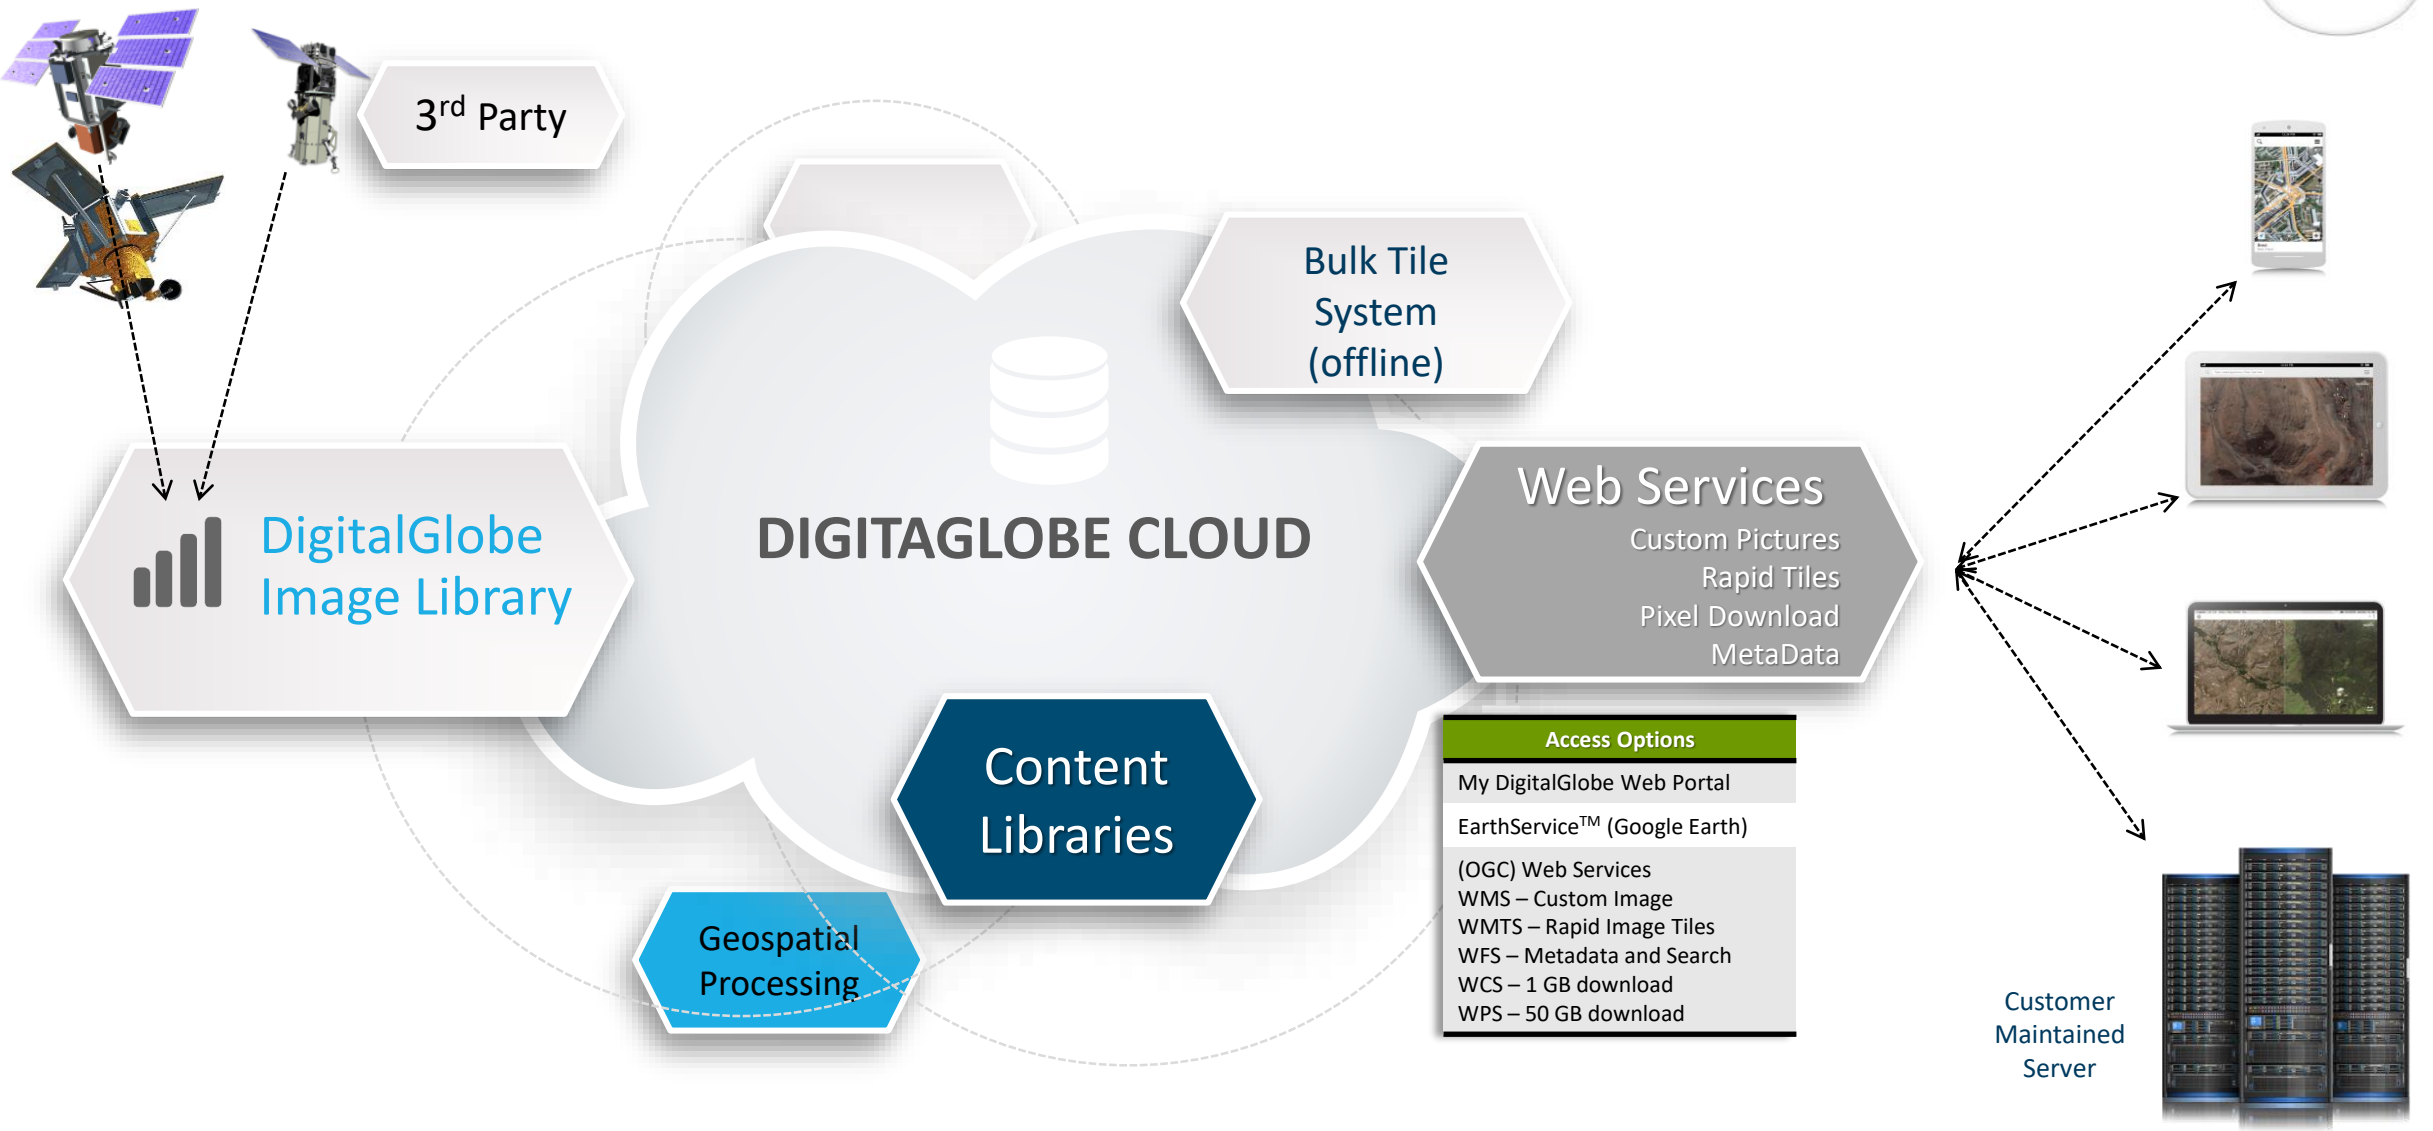 3rd Party
Bulk Tile
System
(offline)
DigitalGlobe
Image Library
DIGITAGLOBE CLOUD
Web Services
Custom Pictures
Rapid Tiles
Pixel Download
MetaData
Content
Libraries
Geospatial
Processing
Access Options
My DigitalGlobe Web Portal
EarthService™ (Google Earth)
(OGC) Web Services
WMS – Custom Image
WMTS – Rapid Image Tiles
WFS – Metadata and Search
WCS – 1 GB download
WPS – 50 GB download
Customer
Maintained
Server